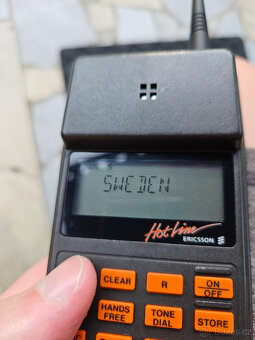 SWEDEN
Hot Line
ERICSSON
CLEAR
R
ON
OFF
HANDS
FREE
TONE
DIAL
STORE